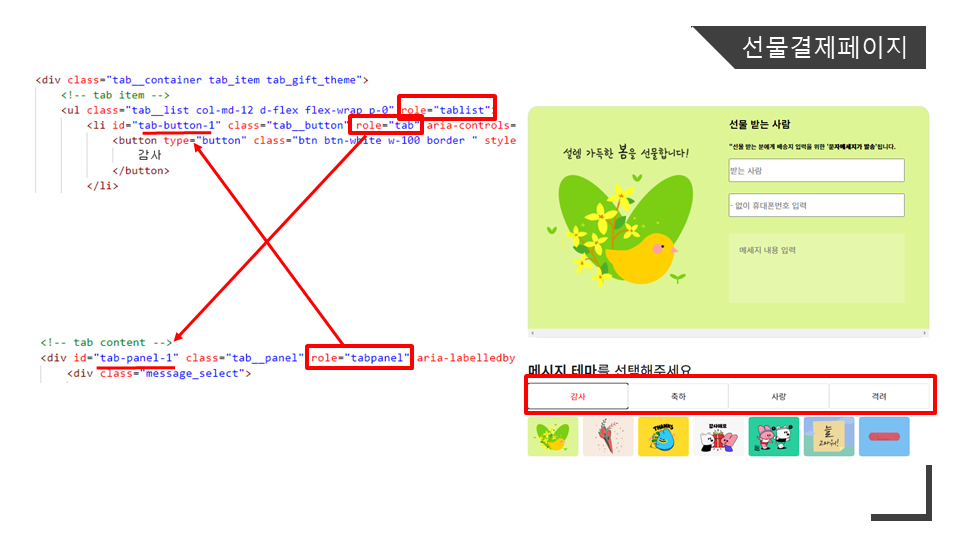 선물결제페이지
<div class="tab__container tab_item tab_gift_theme">
<!-- tab item -->
<ul class="tab__list col-md-12 d-flex flex-wrap p-0" role="tablist">
<li id="tab-button-1" class="tab__button" role="tab" aria-controls=
<button type="button" class="btn btn-white w-100 border " style
감사
</button>
</li>
<!-- tab content -->
<div id="tab-panel-1" class="tab__panel" role="tabpanel" aria-labelledby
<div class="message_select">
설렘 가득한 봄을 선물합니다!
선물 받는 사람
*선물 받는 분에게 배송지 입력을 위한 '문자메세지가 발송'됩니다.
받는 사람
- 없이 휴대폰번호 입력
메세지 내용 입력
메시지 테마를 선택해주세요
감사 축하 사랑 격려
THANKS
감사해요
늘
고마워!